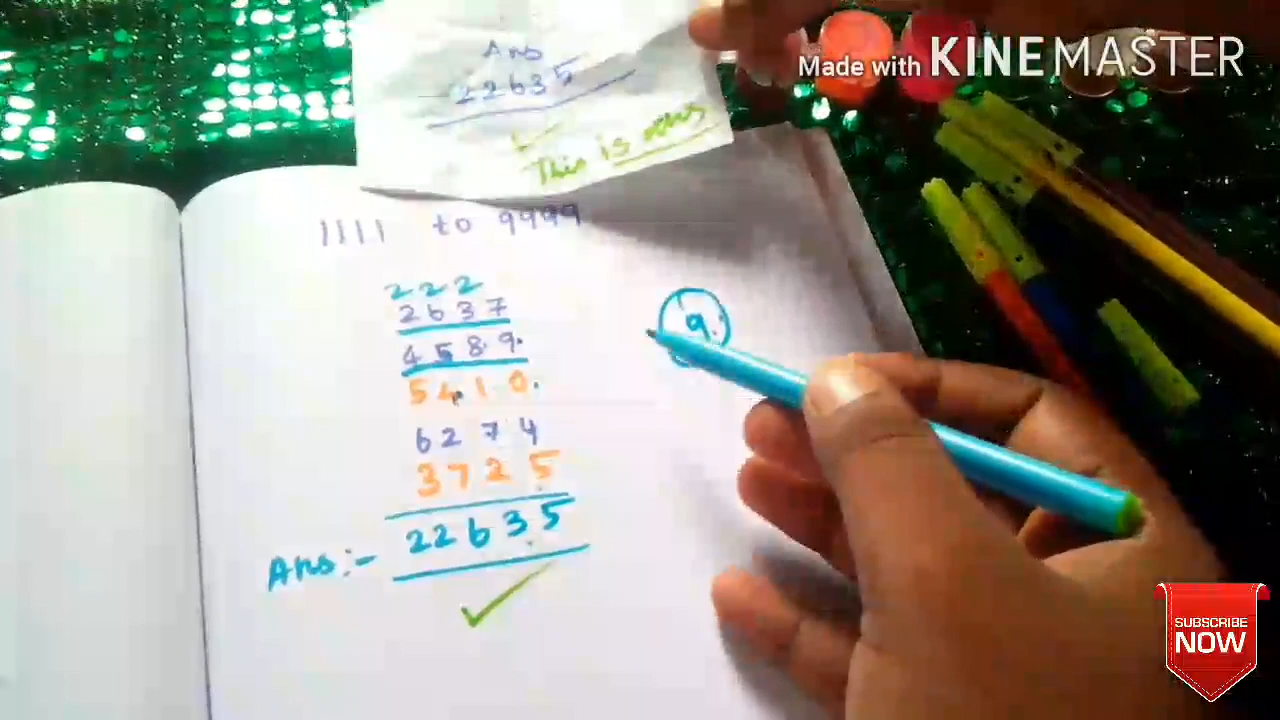 Made with KINEMASTER
Ans
22635
This is
1111 to 9999
222
2637
4589.
5410.
6274
3725
Ans:- 22635
9.
SUBSCRIBE
NOW